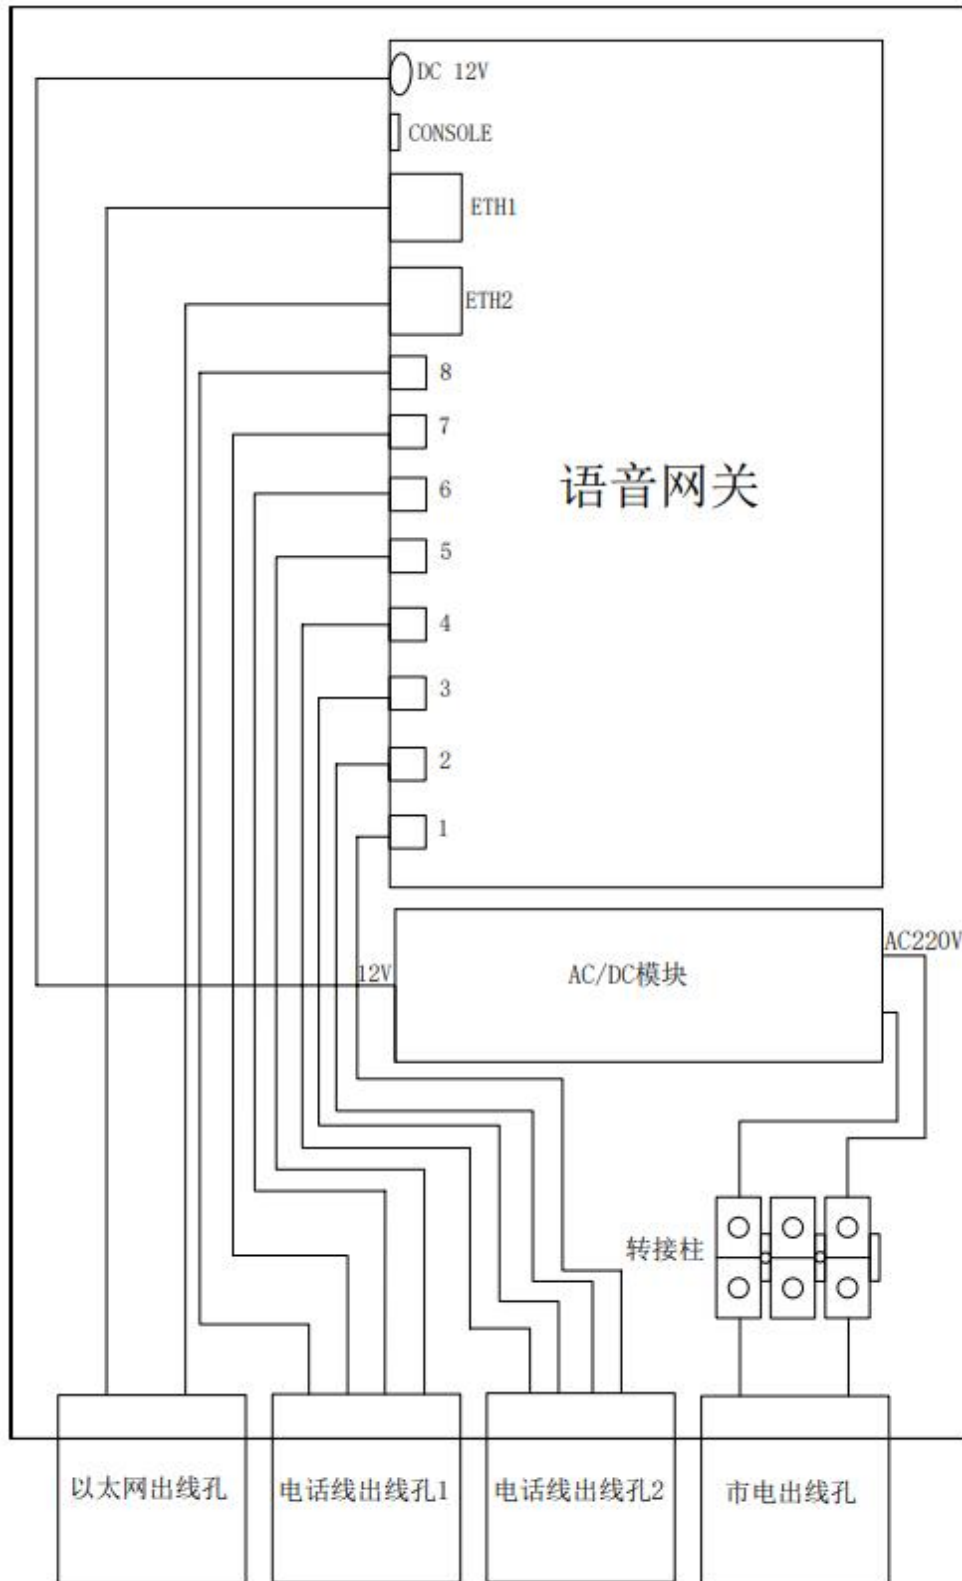 DC 12V
CONSOLE
ETH1
ETH2
8
7
6
5
4
3
2
1
语音网关
12V
AC/DC模块
AC220V
转接柱
以太网出线孔
电话线出线孔1
电话线出线孔2
市电出线孔